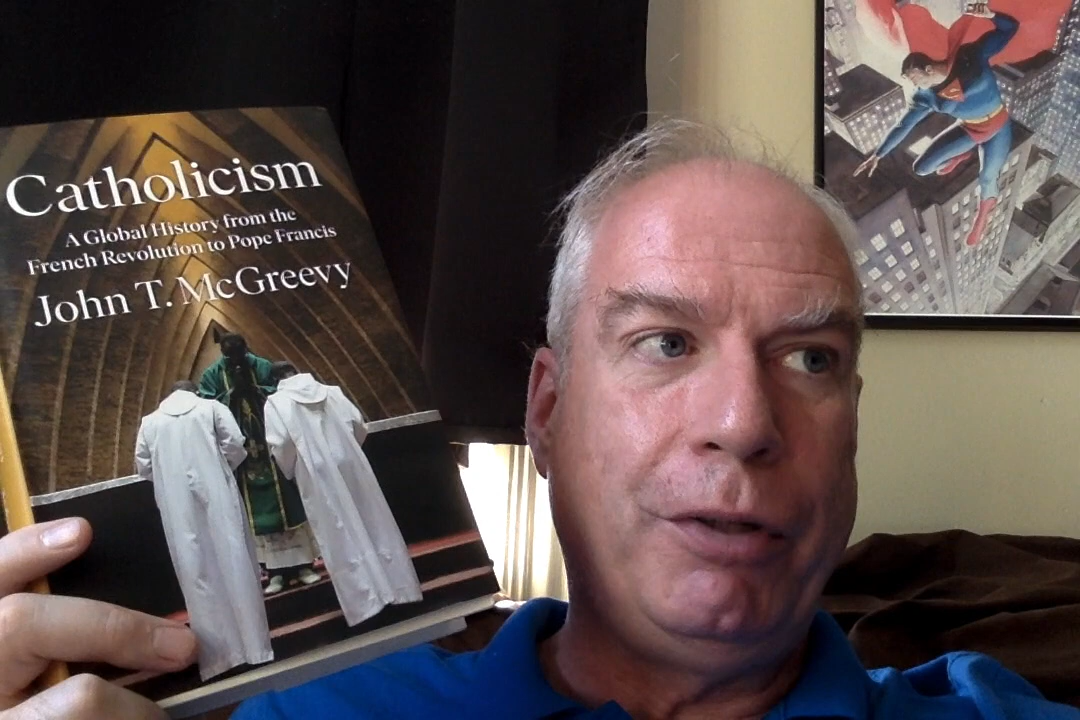 Catholicism
A Global History from the
French Revolution to Pope Francis
John T. McGreevy